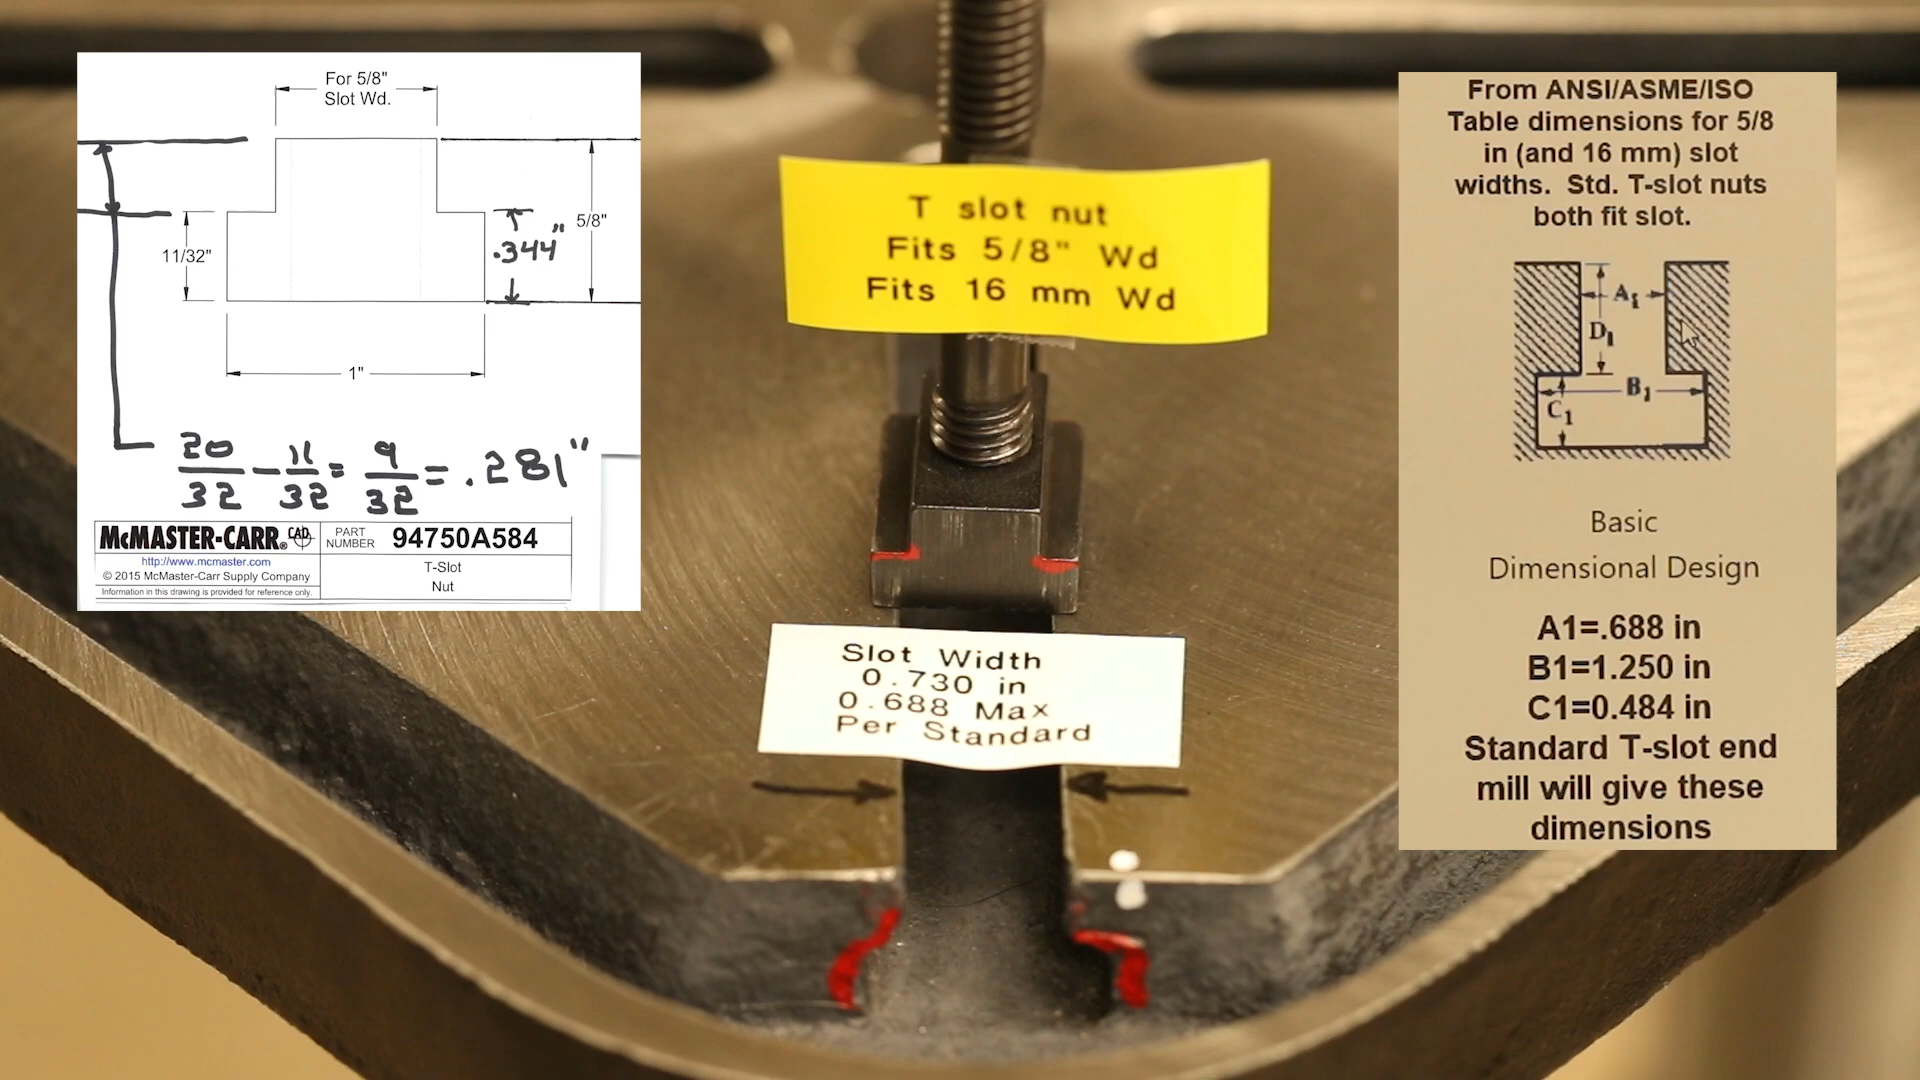 For 5/8"
Slot Wd.
11/32"
.344"
5/8"
1"
20/32 - 11/32 = 9/32 = .281"
McMASTER-CARR® CAD
http://www.mcmaster.com
© 2015 McMaster-Carr Supply Company
Information in this drawing is provided for reference only.
PART
NUMBER
94750A584
T-Slot
Nut
T slot nut
Fits 5/8" Wd
Fits 16 mm Wd
Slot Width
0.730 in
0.688 Max
Per Standard
From ANSI/ASME/ISO
Table dimensions for 5/8
in (and 16 mm) slot
widths. Std. T-slot nuts
both fit slot.
A1
D1
B1
C1
Basic
Dimensional Design
A1=.688 in
B1=1.250 in
C1=0.484 in
Standard T-slot end
mill will give these
dimensions